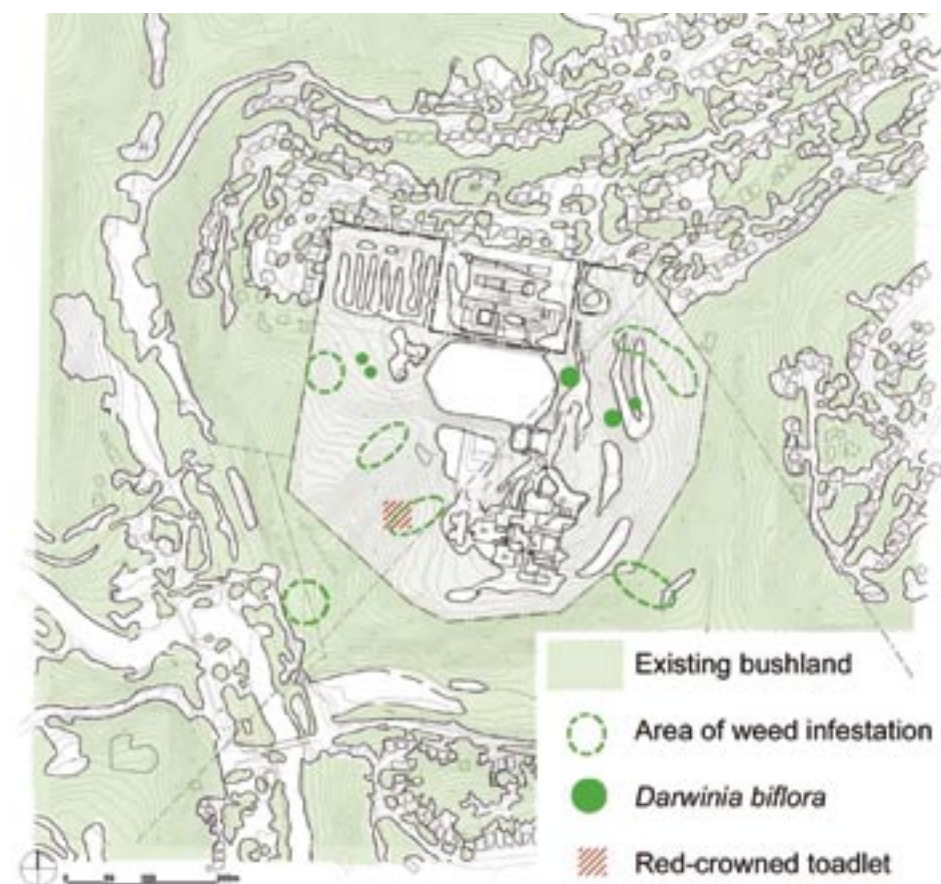 Existing bushland
Area of weed infestation
Darwinia biflora
Red-crowned toadlet